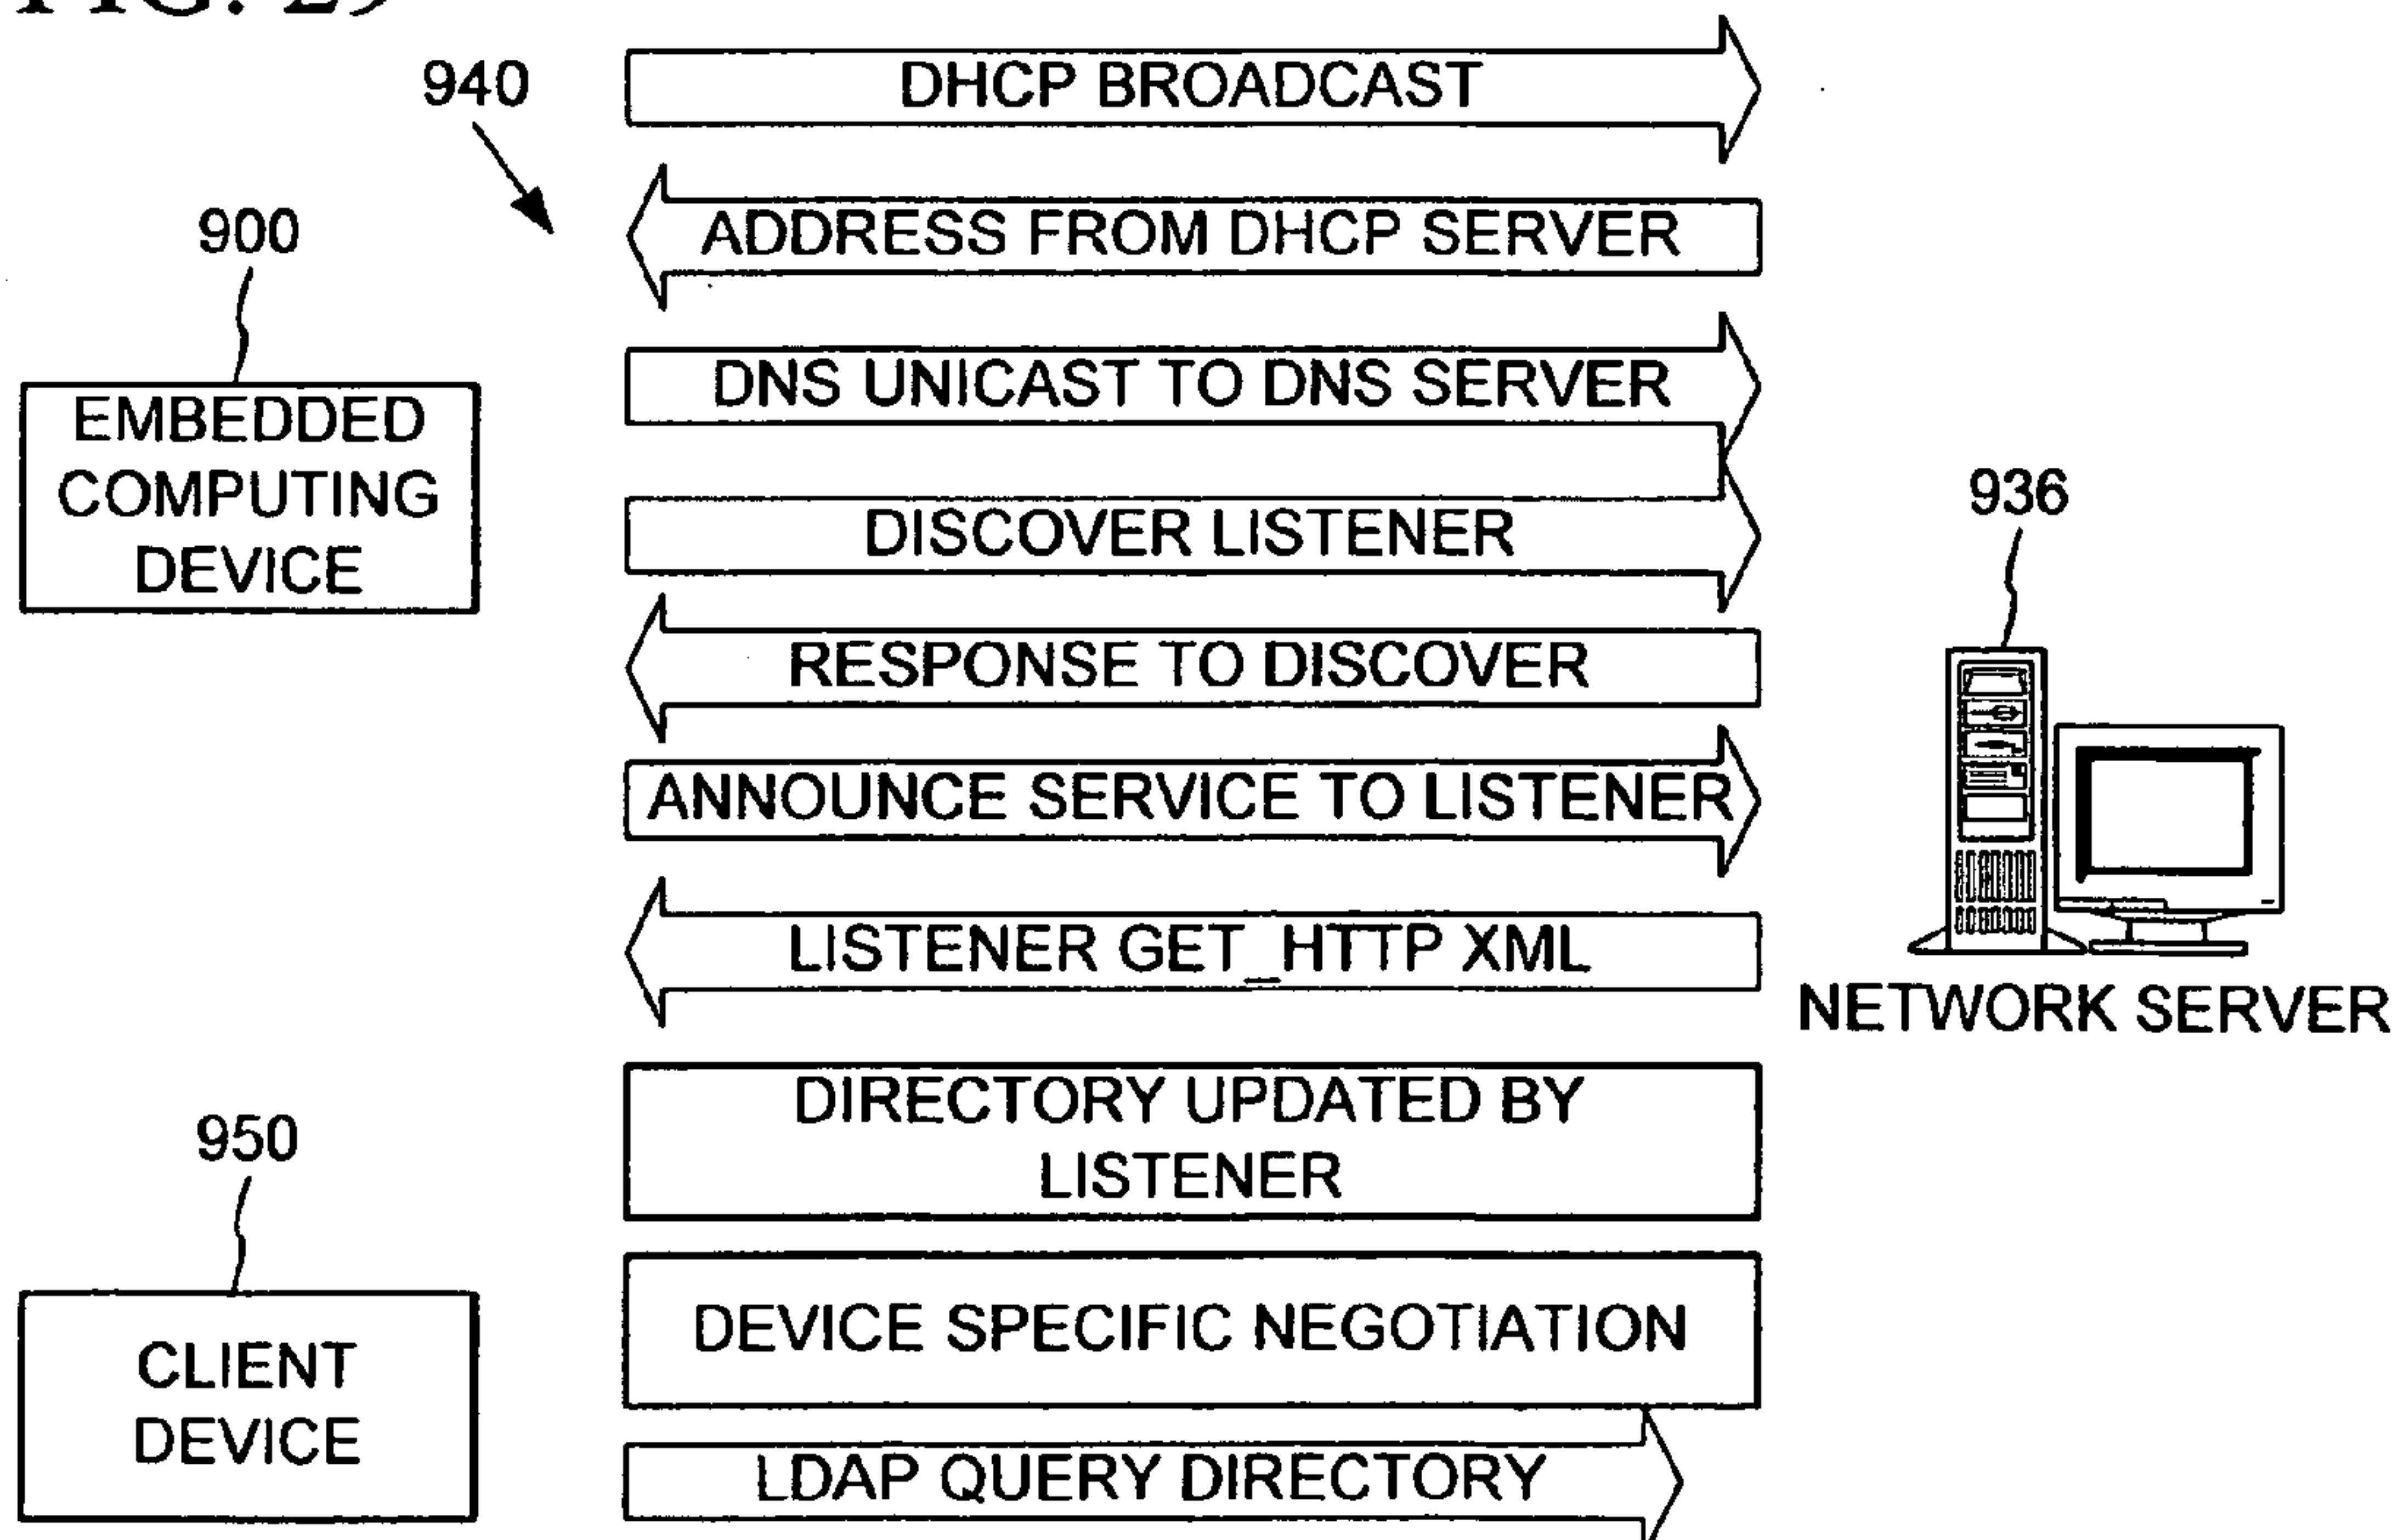 940
DHCP BROADCAST
900
ADDRESS FROM DHCP SERVER
DNS UNICAST TO DNS SERVER
EMBEDDED
COMPUTING
DEVICE
DISCOVER LISTENER
936
RESPONSE TO DISCOVER
ANNOUNCE SERVICE TO LISTENER
LISTENER GET_HTTP XML
NETWORK SERVER
DIRECTORY UPDATED BY
LISTENER
950
DEVICE SPECIFIC NEGOTIATION
CLIENT
DEVICE
LDAP QUERY DIRECTORY